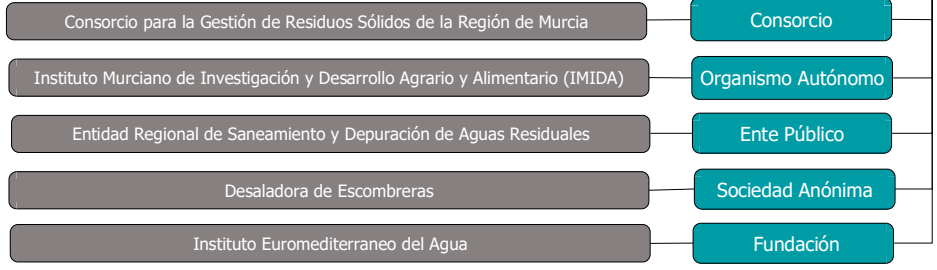 Consorcio para la Gestión de Residuos Sólidos de la Región de Murcia
Consorcio
Instituto Murciano de Investigación y Desarrollo Agrario y Alimentario (IMIDA)
Organismo Autónomo
Entidad Regional de Saneamiento y Depuración de Aguas Residuales
Ente Público
Desaladora de Escombreras
Sociedad Anónima
Instituto Euromediterraneo del Agua
Fundación